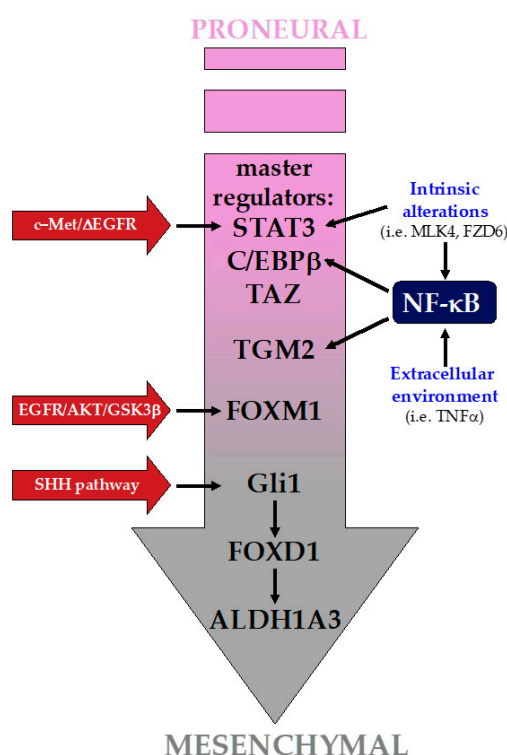 PRONEURAL
master
regulators:
STAT3
C/EBPβ
TAZ
TGM2
FOXM1
Gli1
FOXD1
ALDH1A3
MESENCHYMAL
c–Met/ΔEGFR
EGFR/AKT/GSK3β
SHH pathway
Intrinsic
alterations
(i.e. MLK4, FZD6)
NF-κB
Extracellular
environment
(i.e. TNFα)